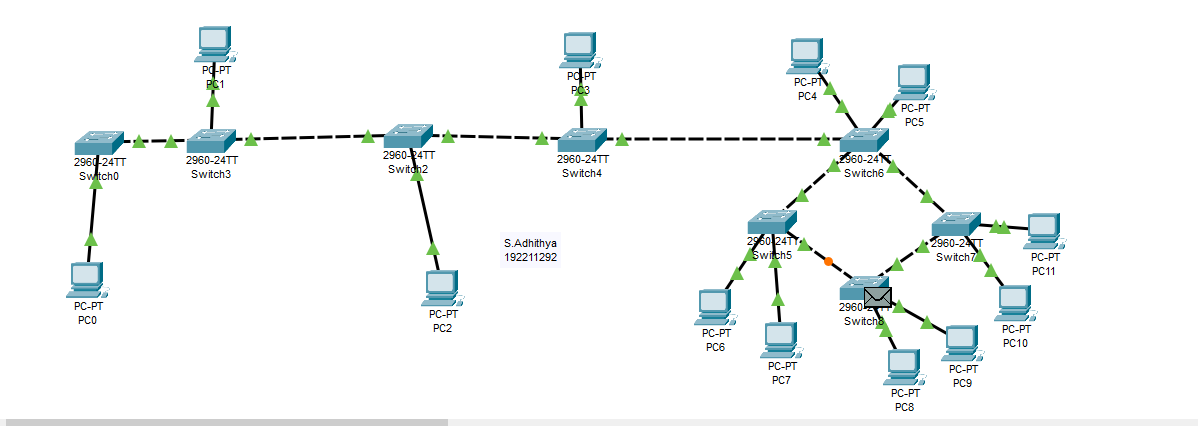 PC-PT
PC1
PC-PT
PC3
PC-PT
PC4
PC-PT
PC5
2960-24TT
Switch0
2960-24TT
Switch3
2960-24TT
Switch2
2960-24TT
Switch4
2960-24TT
Switch6
S.Adhithya
192211292
2960-24TT
Switch5
2960-24TT
Switch7
PC-PT
PC11
PC-PT
PC0
PC-PT
PC2
2960-24TT
Switch8
PC-PT
PC6
PC-PT
PC7
PC-PT
PC10
PC-PT
PC9
PC-PT
PC8